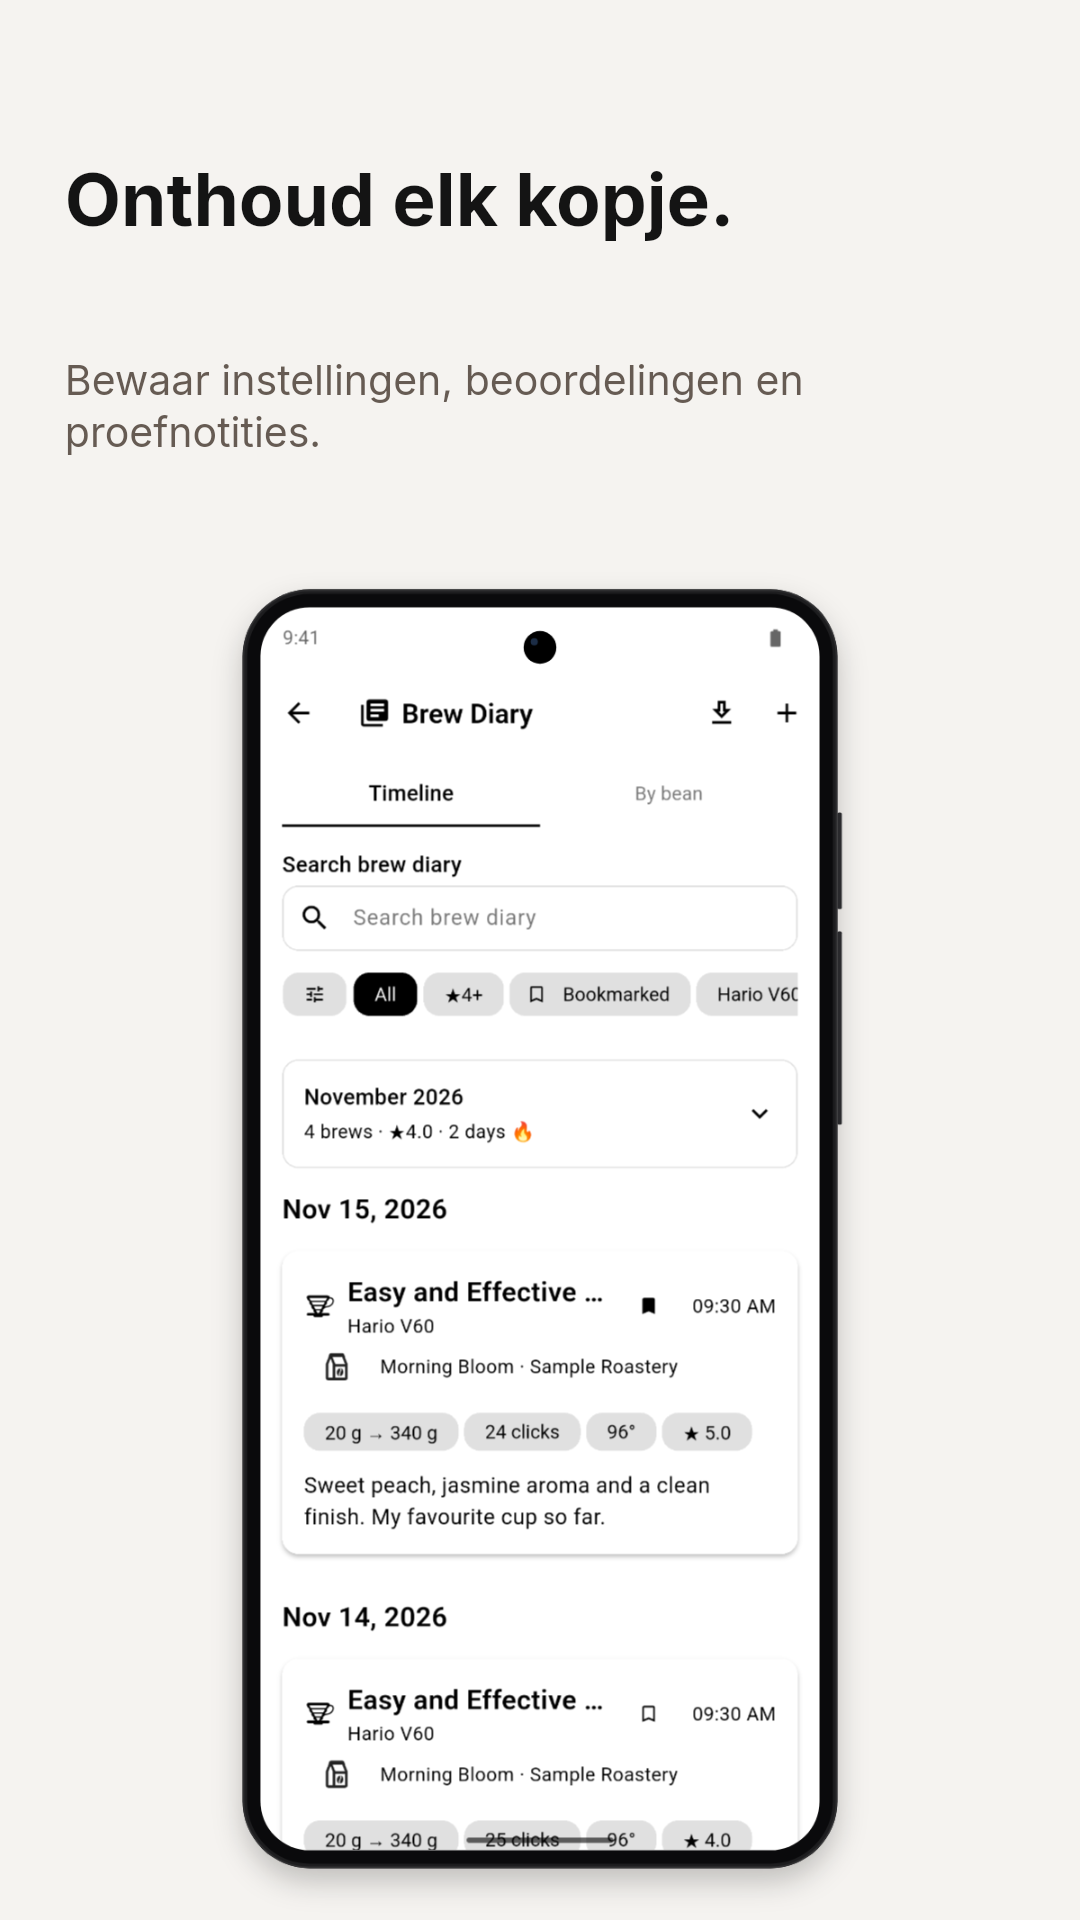 Onthoud elk kopje.
Bewaar instellingen, beoordelingen en
proefnotities.
9:41
Brew Diary
Timeline
By bean
Search brew diary
Search brew diary
All
★4+
Bookmarked
Hario V60
November 2026
4 brews · ★4.0 · 2 days 🔥
Nov 15, 2026
Easy and Effective ...
09:30 AM
Hario V60
Morning Bloom · Sample Roastery
20 g → 340 g
24 clicks
96°
★ 5.0
Sweet peach, jasmine aroma and a clean
finish. My favourite cup so far.
Nov 14, 2026
Easy and Effective ...
09:30 AM
Hario V60
Morning Bloom · Sample Roastery
20 g → 340 g
25 clicks
96°
★ 4.0